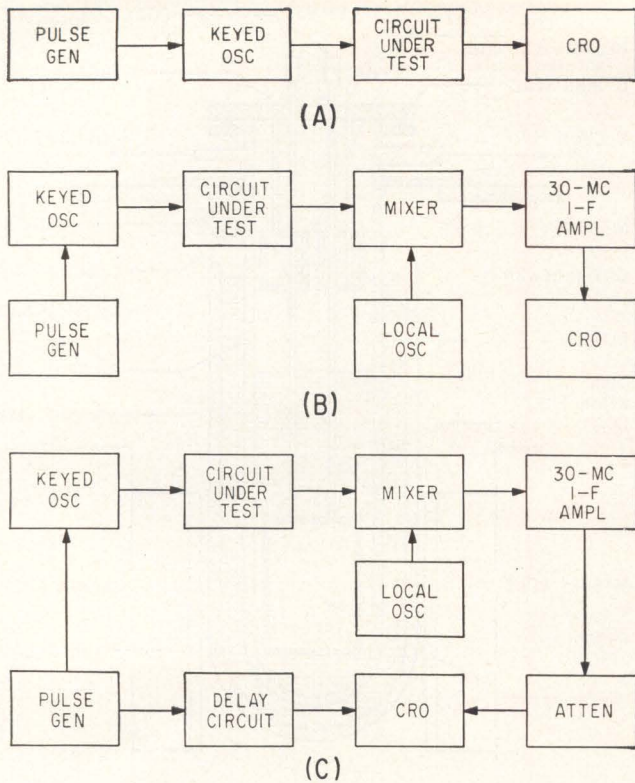 PULSE
GEN
KEYED
OSC
CIRCUIT
UNDER
TEST
CRO
(A)
KEYED
OSC
CIRCUIT
UNDER
TEST
MIXER
30-MC
I-F
AMPL
PULSE
GEN
LOCAL
OSC
CRO
(B)
KEYED
OSC
CIRCUIT
UNDER
TEST
MIXER
30-MC
I-F
AMPL
LOCAL
OSC
PULSE
GEN
DELAY
CIRCUIT
CRO
ATTEN
(C)